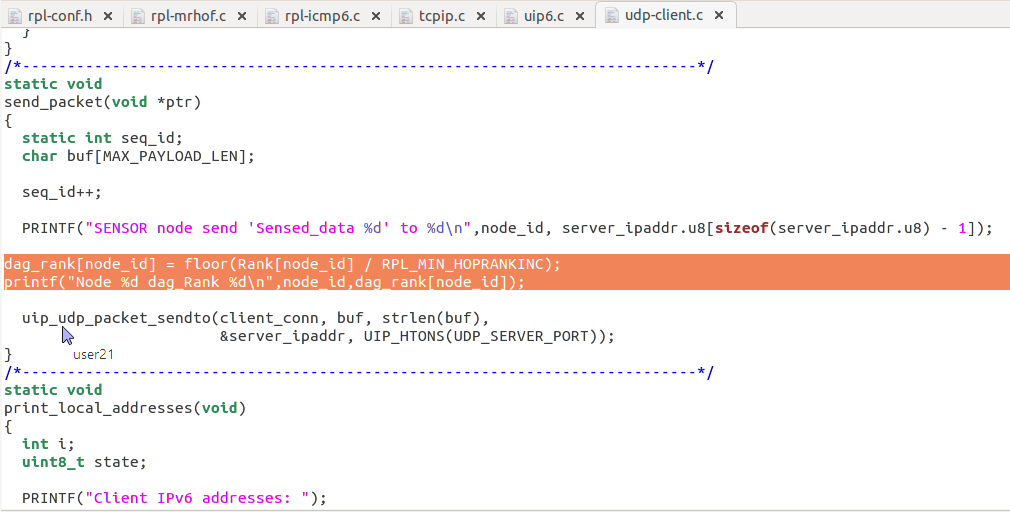 rpl-conf.h × rpl-mrhof.c × rpl-icmp6.c × tcpip.c × uip6.c × udp-client.c ×
  }
}
/*---------------------------------------------------------------------------*/
static void
send_packet(void *ptr)
{
  static int seq_id;
  char buf[MAX_PAYLOAD_LEN];
  seq_id++;
  PRINTF("SENSOR node send 'Sensed_data %d' to %d\n",node_id, server_ipaddr.u8[sizeof(server_ipaddr.u8) - 1]);
dag_rank[node_id] = floor(Rank[node_id] / RPL_MIN_HOPRANKINC);
printf("Node %d dag_Rank %d\n",node_id,dag_rank[node_id]);
  uip_udp_packet_sendto(client_conn, buf, strlen(buf),
                        &server_ipaddr, UIP_HTONS(UDP_SERVER_PORT));
}
user21
/*---------------------------------------------------------------------------*/
static void
print_local_addresses(void)
{
  int i;
  uint8_t state;
  PRINTF("Client IPv6 addresses: ");